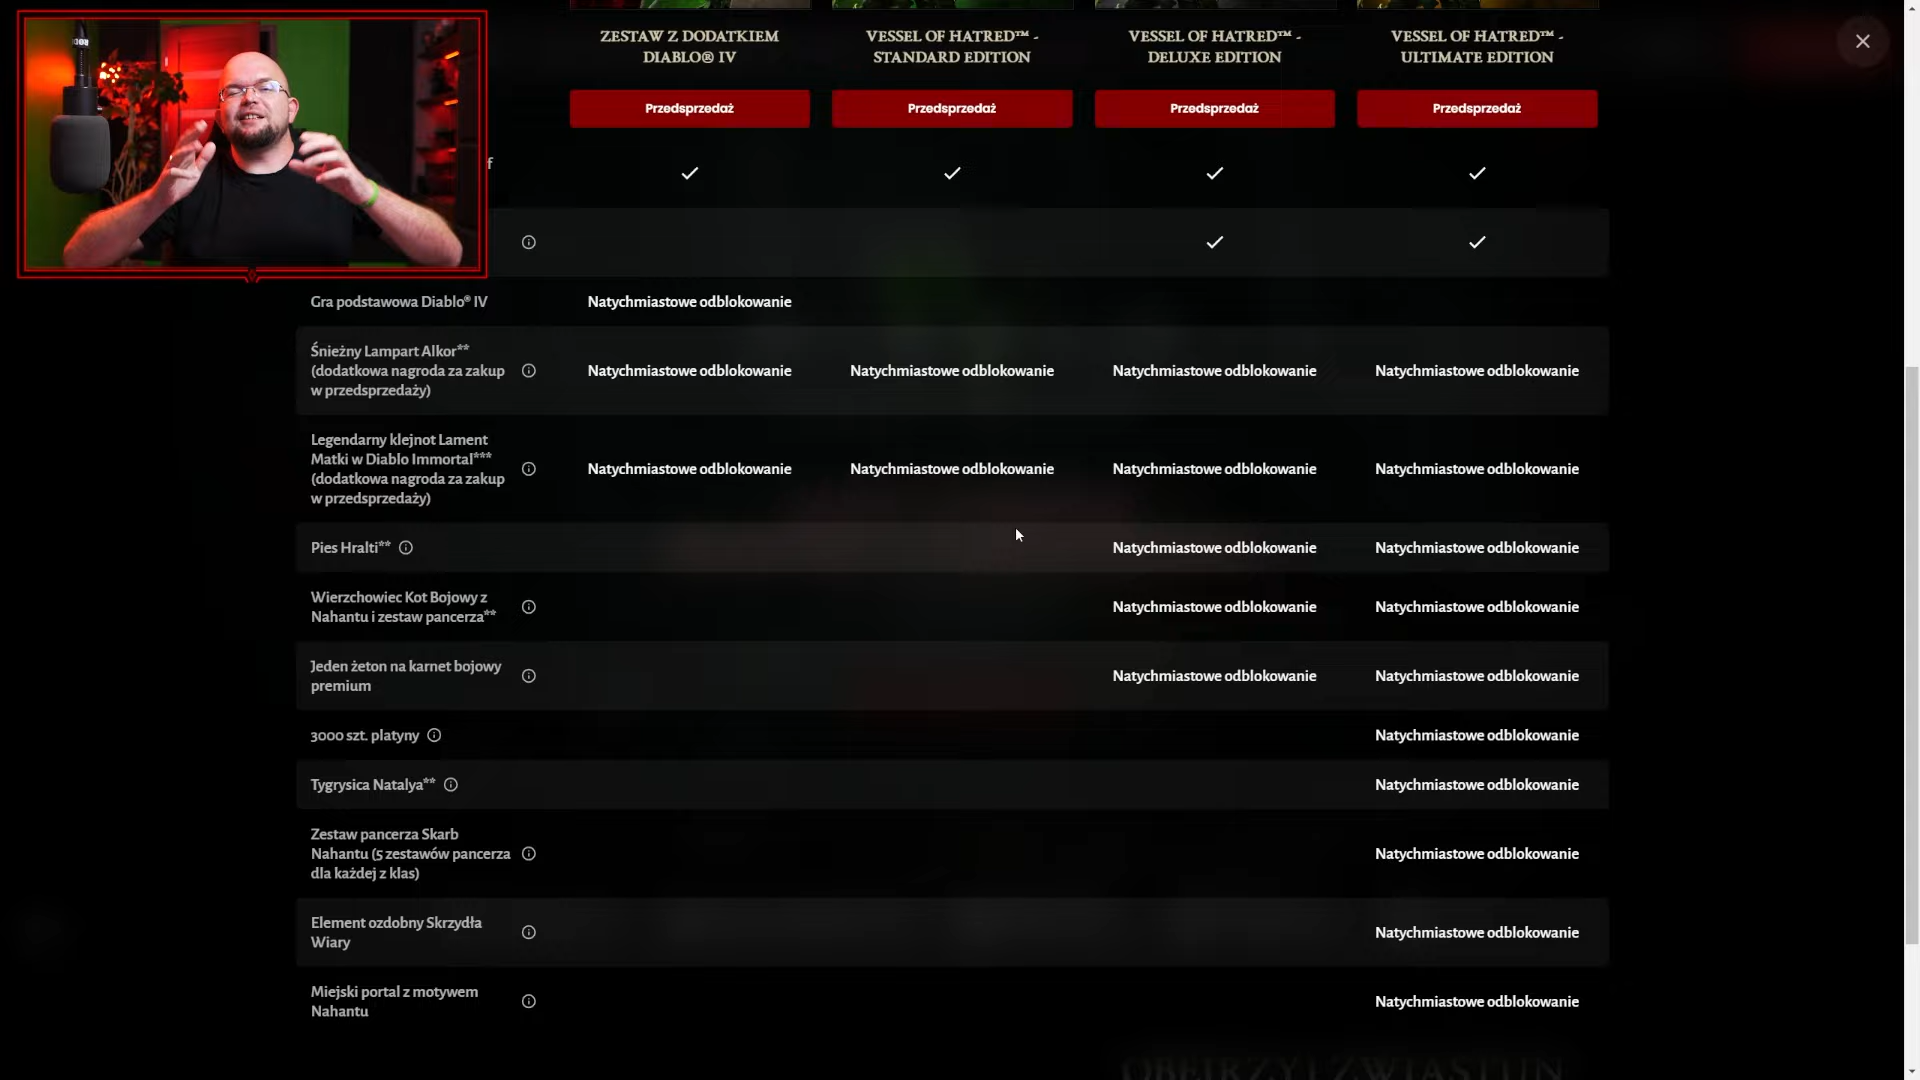 ZESTAW Z DODATKIEM
DIABLO® IV
VESSEL OF HATRED™ -
STANDARD EDITION
VESSEL OF HATRED™ -
DELUXE EDITION
VESSEL OF HATRED™ -
ULTIMATE EDITION
Przedsprzedaż
Przedsprzedaż
Przedsprzedaż
Przedsprzedaż
f
Gra podstawowa Diablo® IV
Natychmiastowe odblokowanie
Śnieżny Lampart Alkor**
(dodatkowa nagroda za zakup
w przedsprzedaży)
Natychmiastowe odblokowanie
Natychmiastowe odblokowanie
Natychmiastowe odblokowanie
Natychmiastowe odblokowanie
Legendarny klejnot Lament
Matki w Diablo Immortal***
(dodatkowa nagroda za zakup
w przedsprzedaży)
Natychmiastowe odblokowanie
Natychmiastowe odblokowanie
Natychmiastowe odblokowanie
Natychmiastowe odblokowanie
Pies Hralti**
Natychmiastowe odblokowanie
Natychmiastowe odblokowanie
Wierzchowiec Kot Bojowy z
Nahantu i zestaw pancerza**
Natychmiastowe odblokowanie
Natychmiastowe odblokowanie
Jeden żeton na karnet bojowy
premium
Natychmiastowe odblokowanie
Natychmiastowe odblokowanie
3000 szt. platyny
Natychmiastowe odblokowanie
Tygrysica Natalya**
Natychmiastowe odblokowanie
Zestaw pancerza Skarb
Nahantu (5 zestawów pancerza
dla każdej z klas)
Natychmiastowe odblokowanie
Element ozdobny Skrzydła
Wiary
Natychmiastowe odblokowanie
Miejski portal z motywem
Nahantu
Natychmiastowe odblokowanie
OBEJRZYJ ZWIASTUN